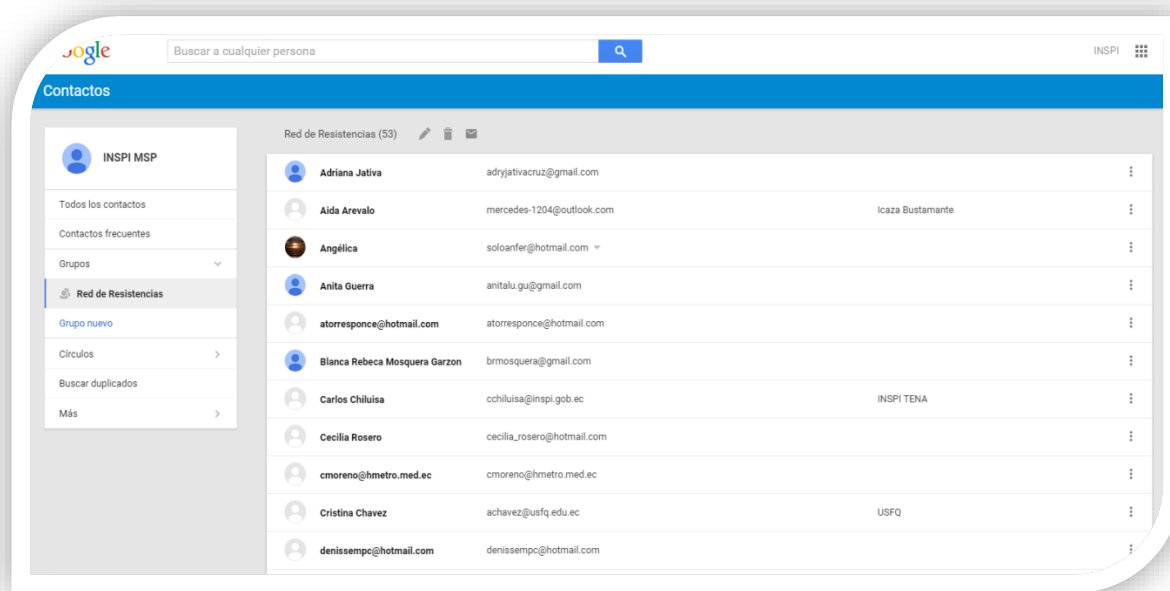 Google
Buscar a cualquier persona
INSPI
Contactos
INSPI MSP
Todos los contactos
Contactos frecuentes
Grupos
Red de Resistencias
Grupo nuevo
Círculos
Buscar duplicados
Más
Red de Resistencias (53)
Adriana Jativa adryjativacruz@gmail.com
Aida Arevalo mercedes-1204@outlook.com Icaza Bustamante
Angélica soloanfer@hotmail.com
Anita Guerra anitalu.gu@gmail.com
atorresponce@hotmail.com atorresponce@hotmail.com
Blanca Rebeca Mosquera Garzon brmosquera@gmail.com
Carlos Chiluisa cchiluisa@inspi.gob.ec INSPI TENA
Cecilia Rosero cecilia_rosero@hotmail.com
cmoreno@hmetro.med.ec cmoreno@hmetro.med.ec
Cristina Chavez achavez@usfq.edu.ec USFQ
denissempc@hotmail.com denissempc@hotmail.com